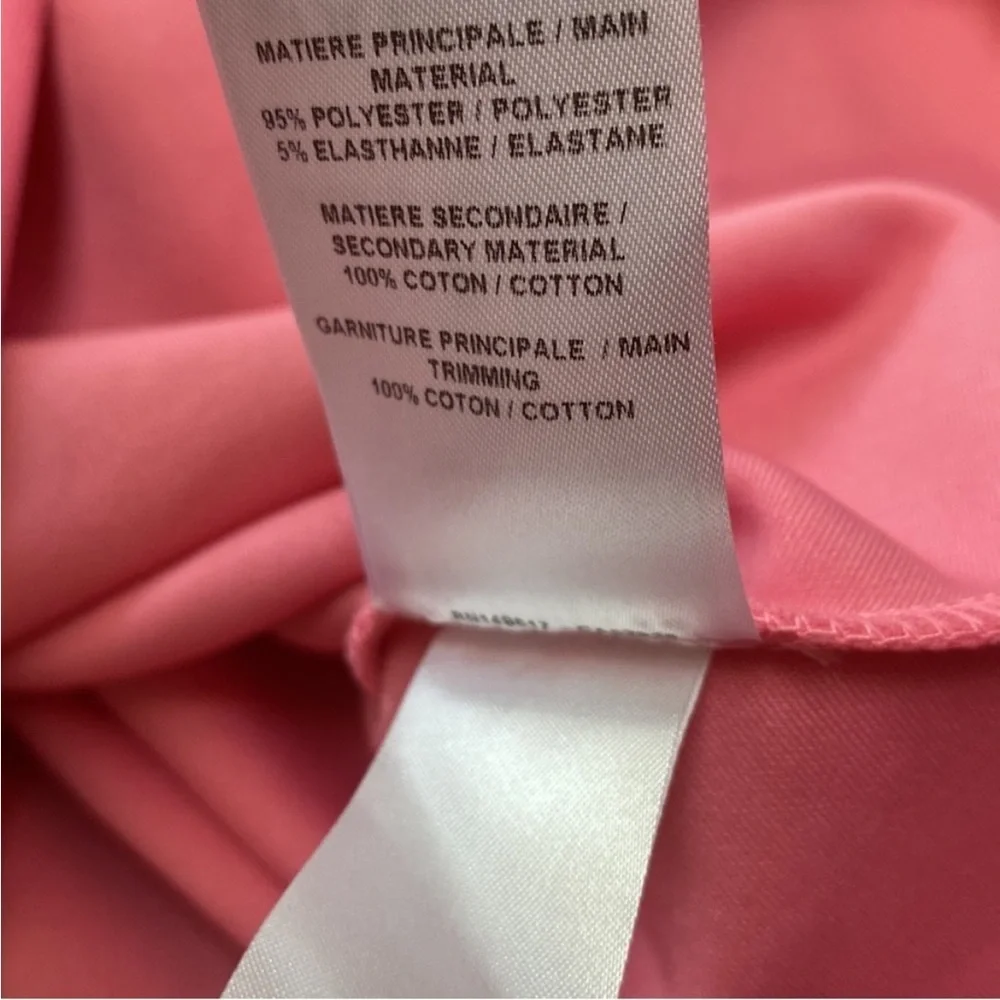 MATIERE PRINCIPALE / MAIN
MATERIAL
95% POLYESTER / POLYESTER
5% ELASTHANNE / ELASTANE
MATIERE SECONDAIRE /
SECONDARY MATERIAL
100% COTON / COTTON
GARNITURE PRINCIPALE / MAIN
TRIMMING
100% COTON / COTTON